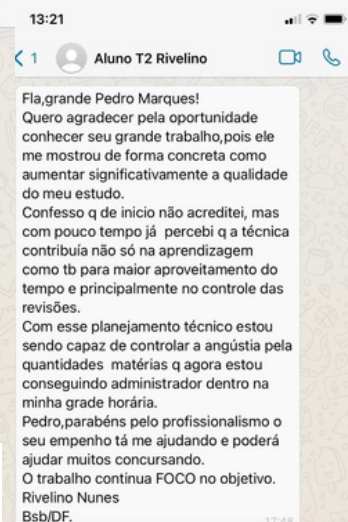 13:21
1 Aluno T2 Rivelino
Fla,grande Pedro Marques!
Quero agradecer pela oportunidade
conhecer seu grande trabalho,pois ele
me mostrou de forma concreta como
aumentar significativamente a qualidade
do meu estudo.
Confesso q de inicio não acreditei, mas
com pouco tempo já percebi q a técnica
contribuía não só na aprendizagem
como tb para maior aproveitamento do
tempo e principalmente no controle das
revisões.
Com esse planejamento técnico estou
sendo capaz de controlar a angústia pela
quantidades matérias q agora estou
conseguindo administrador dentro na
minha grade horária.
Pedro,parabéns pelo profissionalismo o
seu empenho tá me ajudando e poderá
ajudar muitos concursando.
O trabalho continua FOCO no objetivo.
Rivelino Nunes
Bsb/DF.
17:48